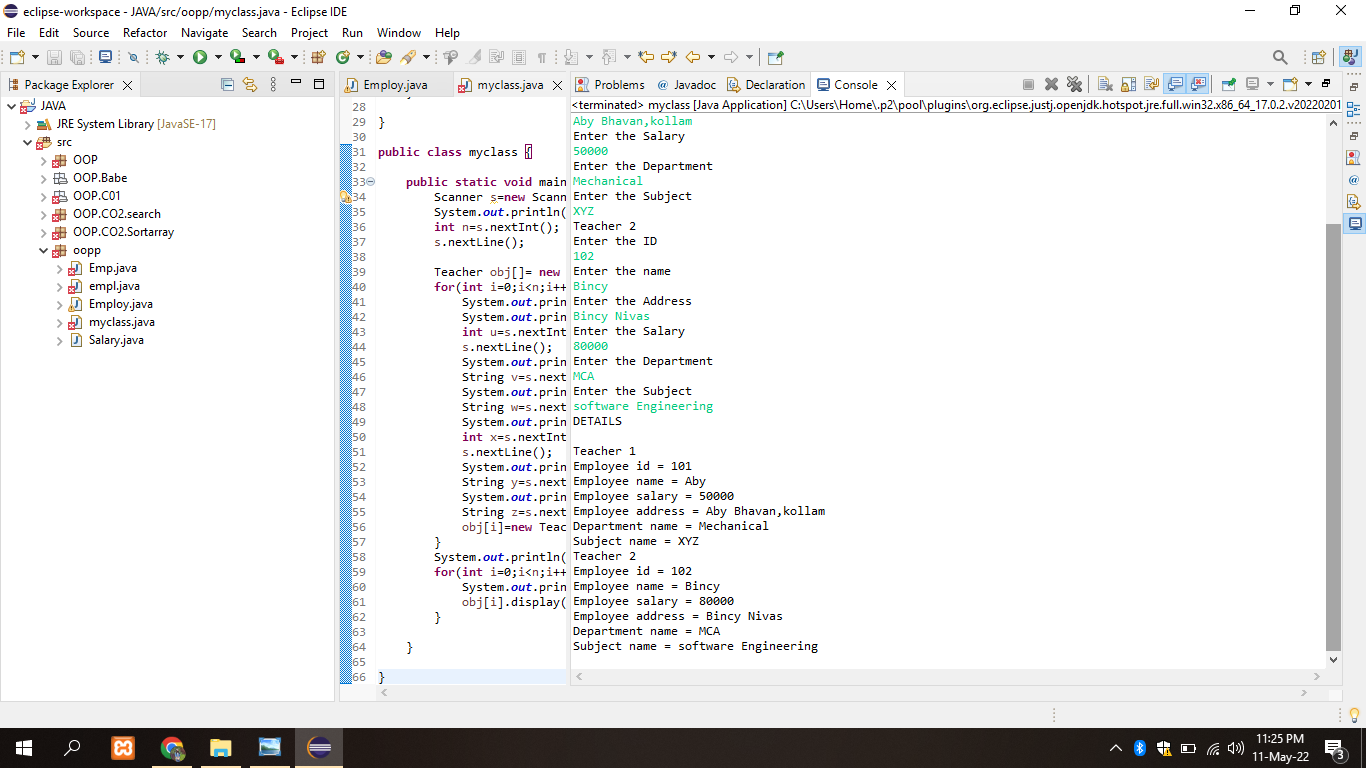 eclipse-workspace - JAVA/src/oopp/myclass.java - Eclipse IDE
File Edit Source Refactor Navigate Search Project Run Window Help
Package Explorer
JAVA
JRE System Library [JavaSE-17]
src
OOP
OOP.Babe
OOP.C01
OOP.CO2.search
OOP.CO2.Sortarray
oopp
Emp.java
empl.java
Employ.java
myclass.java
Salary.java
Employ.java myclass.java
28
29 }
30
31 public class myclass {
32
33 public static void main
34 Scanner s=new Scann
35 System.out.println(
36 int n=s.nextInt();
37 s.nextLine();
38
39 Teacher obj[]= new
40 for(int i=0;i<n;i++
41 System.out.prin
42 System.out.prin
43 int u=s.nextInt
44 s.nextLine();
45 System.out.prin
46 String v=s.next
47 System.out.prin
48 String w=s.next
49 System.out.prin
50 int x=s.nextInt
51 s.nextLine();
52 System.out.prin
53 String y=s.next
54 System.out.prin
55 String z=s.next
56 obj[i]=new Teac
57 }
58 System.out.println(
59 for(int i=0;i<n;i++
60 System.out.prin
61 obj[i].display(
62 }
63
64 }
65
66 }
Problems Javadoc Declaration Console
<terminated> myclass [Java Application] C:\Users\Home\.p2\pool\plugins\org.eclipse.justj.openjdk.hotspot.jre.full.win32.x86_64_17.0.2.v20220201
Aby Bhavan,kollam
Enter the Salary
50000
Enter the Department
Mechanical
Enter the Subject
XYZ
Teacher 2
Enter the ID
102
Enter the name
Bincy
Enter the Address
Bincy Nivas
Enter the Salary
80000
Enter the Department
MCA
Enter the Subject
software Engineering
DETAILS
Teacher 1
Employee id = 101
Employee name = Aby
Employee salary = 50000
Employee address = Aby Bhavan,kollam
Department name = Mechanical
Subject name = XYZ
Teacher 2
Employee id = 102
Employee name = Bincy
Employee salary = 80000
Employee address = Bincy Nivas
Department name = MCA
Subject name = software Engineering
11:25 PM
11-May-22
3